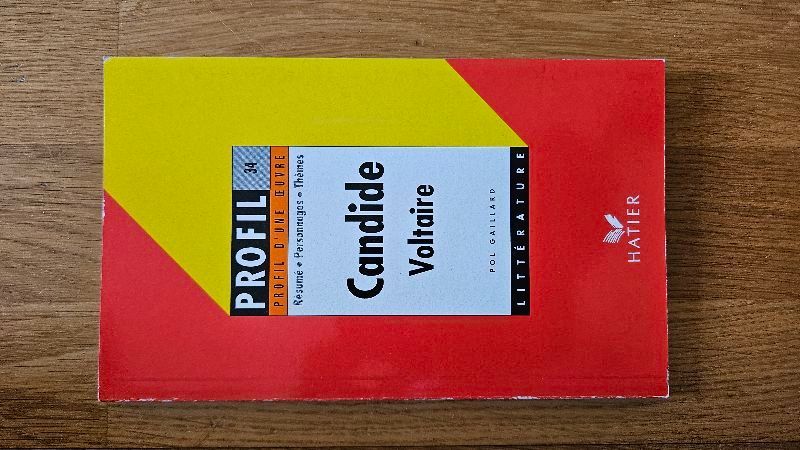 PROFIL 34
PROFIL D'UNE ŒUVRE
Résumé • Personnages • Thèmes
Candide
Voltaire
POL GAILLARD
LITTÉRATURE
HATIER